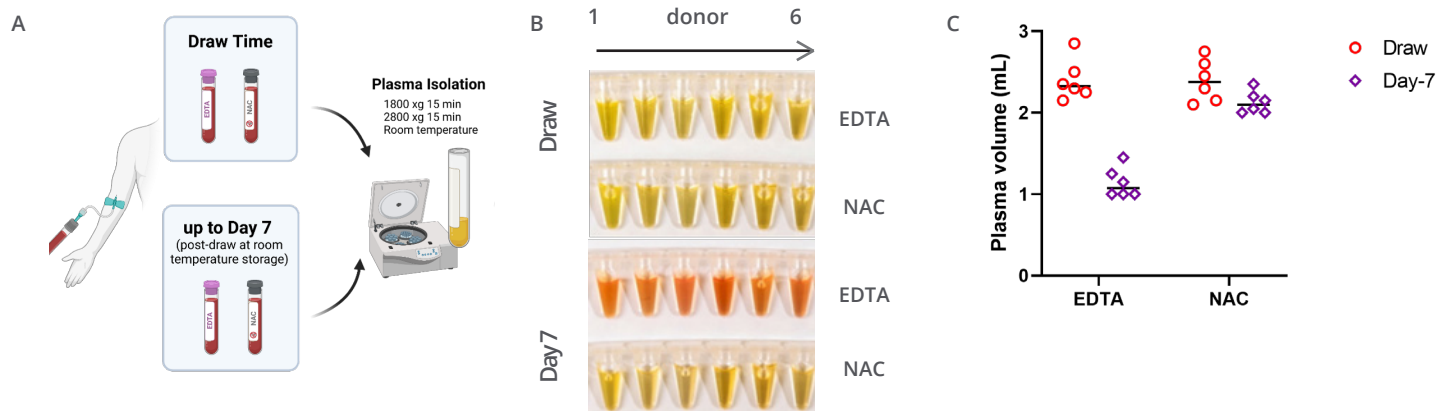 A
Draw Time
EDTA
NAC
up to Day 7
(post-draw at room
temperature storage)
EDTA
NAC
Plasma Isolation
1800 xg 15 min
2800 xg 15 min
Room temperature
B
1 donor 6
Draw
EDTA
NAC
Day 7
EDTA
NAC
C
Plasma volume (mL)
3
2
1
0
EDTA NAC
Draw
Day-7